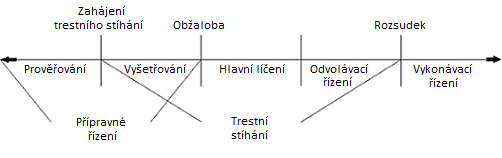 Zahájení
trestního stíhání
Obžaloba
Rozsudek
Prověřování
Vyšetřování
Hlavní líčení
Odvolávací
řízení
Vykonávací
řízení
Přípravné
řízení
Trestní
stíhání